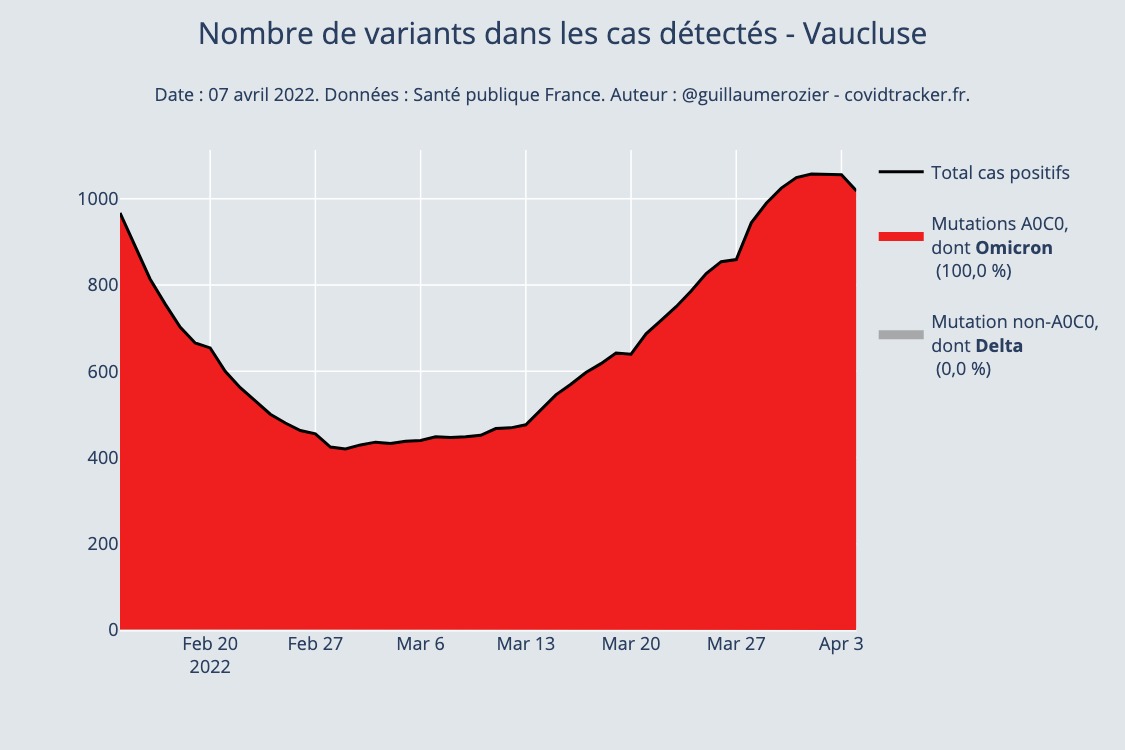 Nombre de variants dans les cas détectés - Vaucluse
Date : 07 avril 2022. Données : Santé publique France. Auteur : @guillaumerozier - covidtracker.fr.
1000
800
600
400
200
0
Feb 20
2022
Feb 27
Mar 6
Mar 13
Mar 20
Mar 27
Apr 3
Total cas positifs
Mutations A0C0,
dont Omicron
(100,0 %)
Mutation non-A0C0,
dont Delta
(0,0 %)